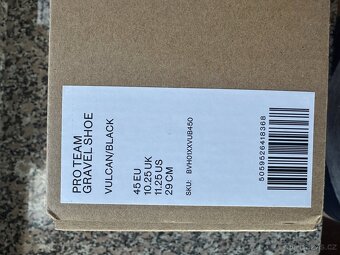 PRO TEAM
GRAVEL SHOE
VULCAN/BLACK
45 EU
10.25 UK
11.25 US
29 CM
SKU: BVH01XXVUB450
5059526418368